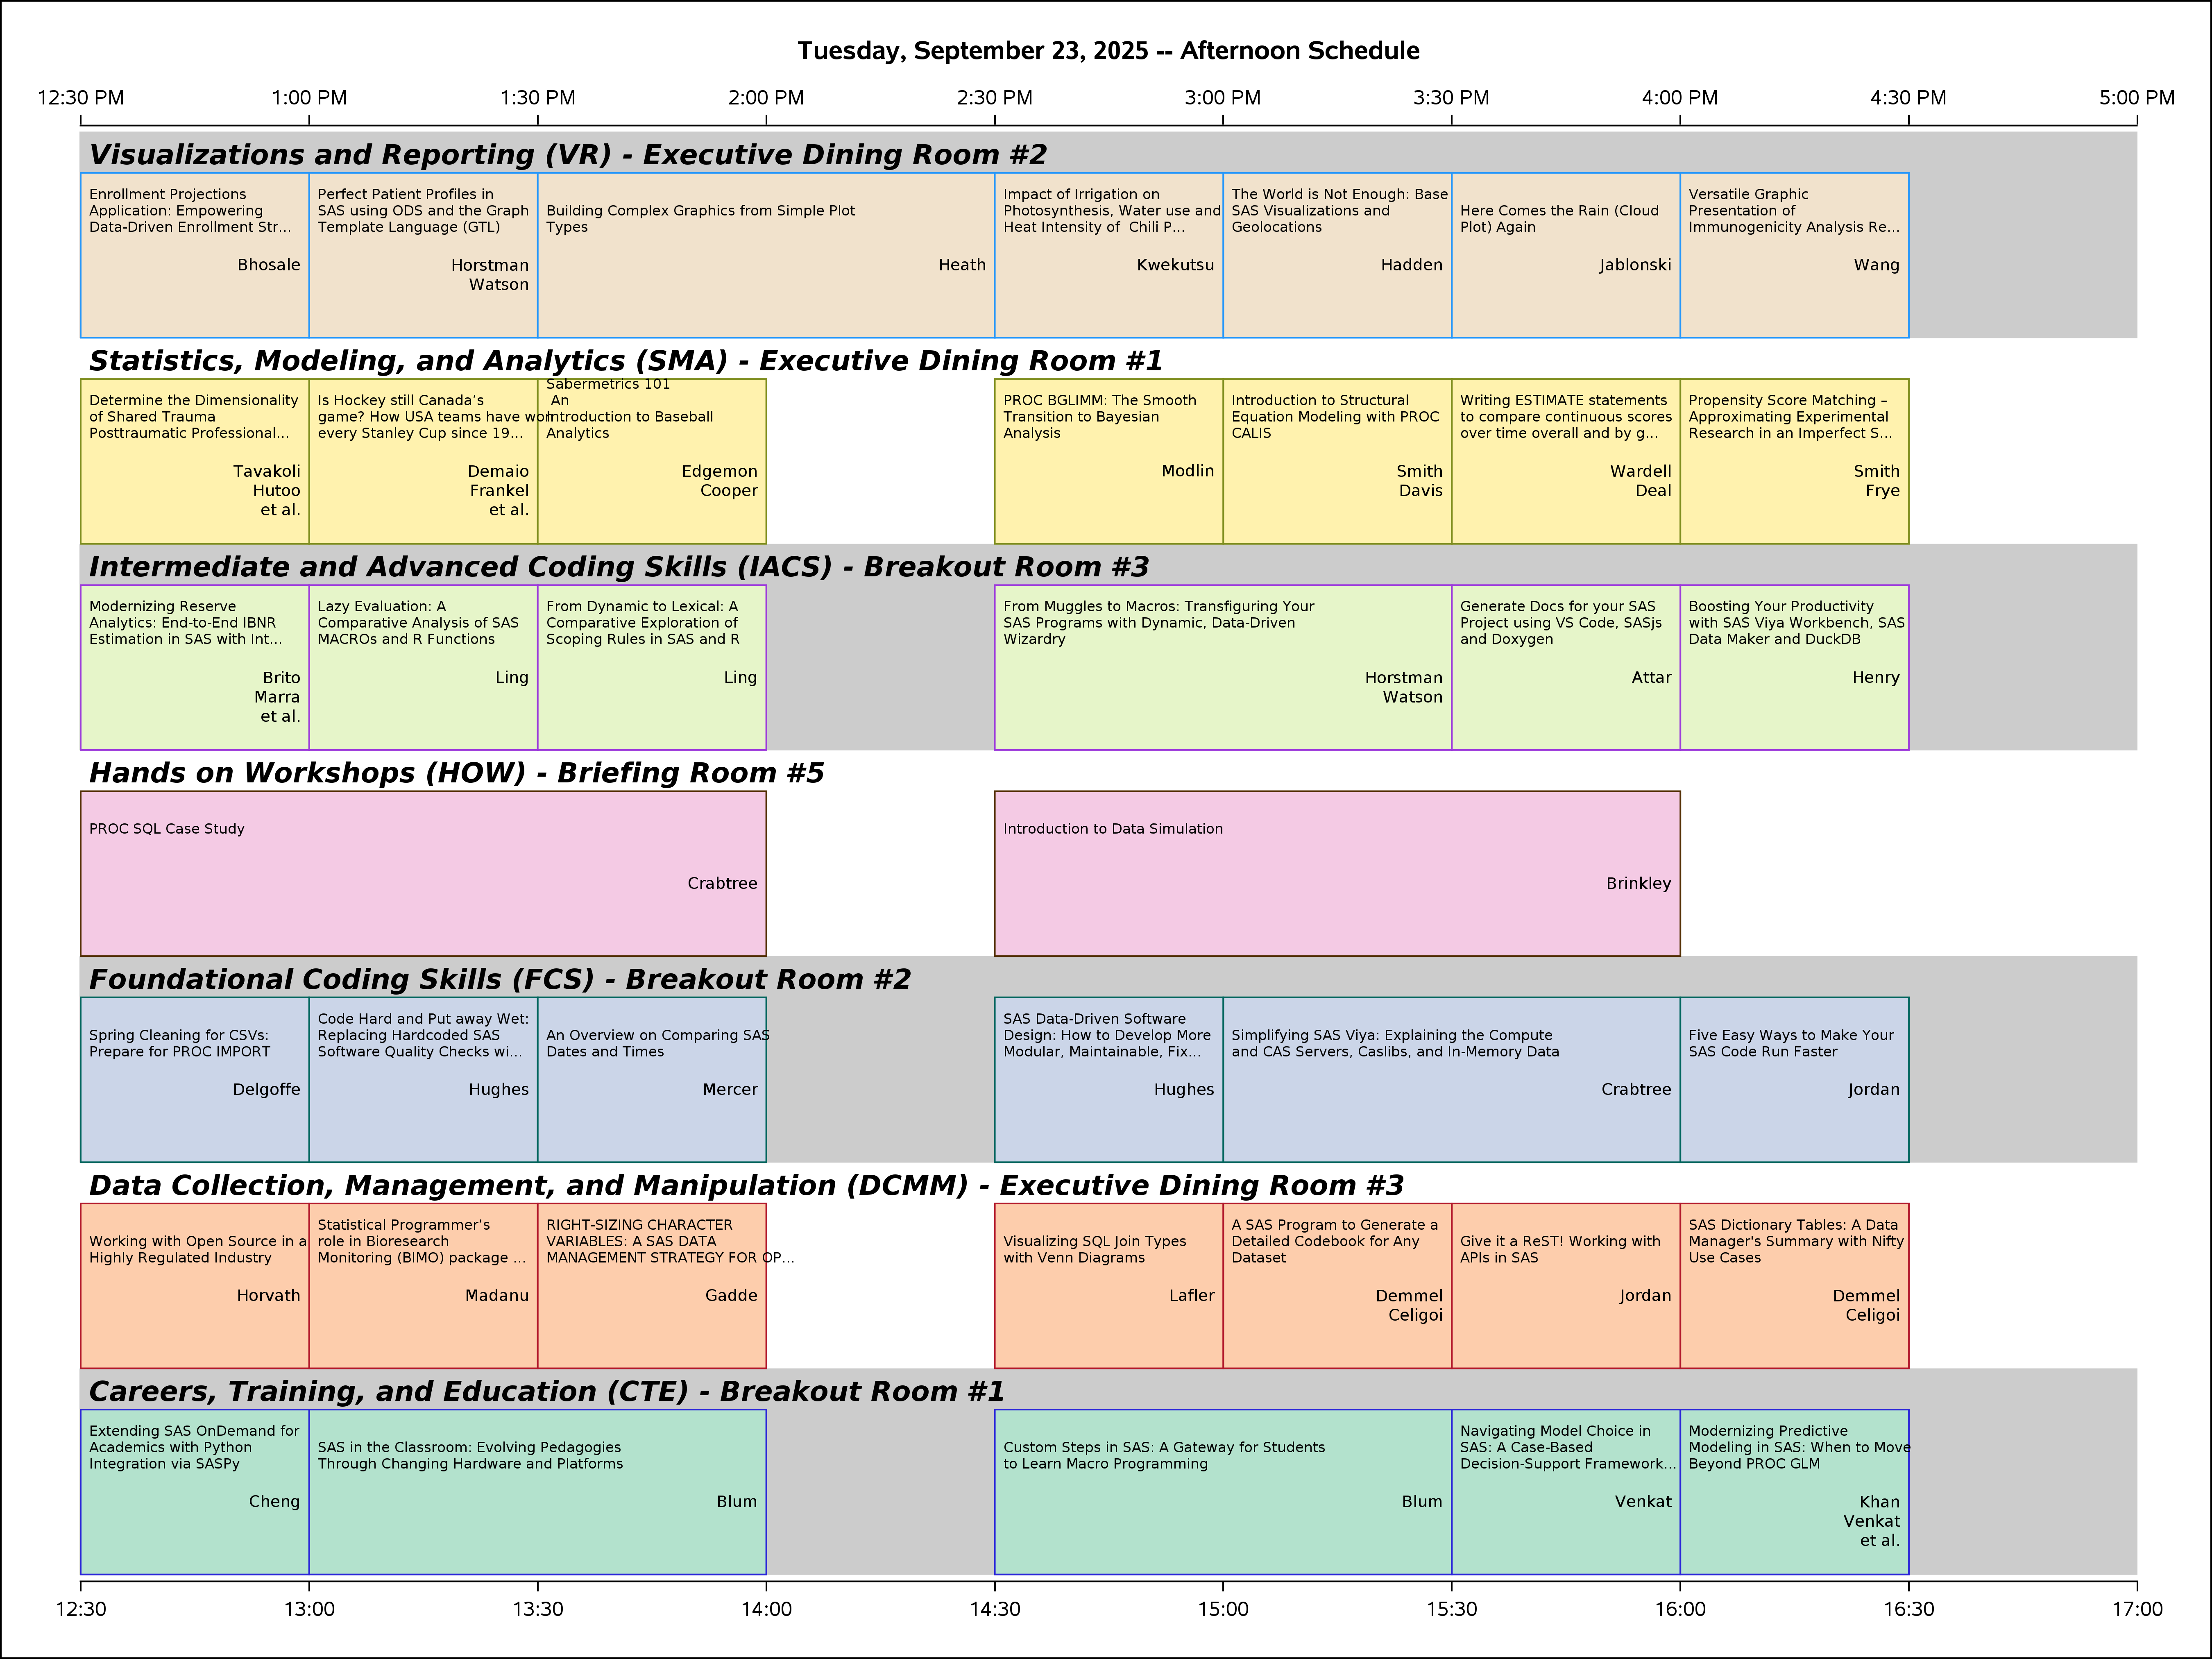 Tuesday, September 23, 2025 -- Afternoon Schedule
12:30 PM 1:00 PM 1:30 PM 2:00 PM 2:30 PM 3:00 PM 3:30 PM 4:00 PM 4:30 PM 5:00 PM
Visualizations and Reporting (VR) - Executive Dining Room #2
Enrollment Projections
Application: Empowering
Data-Driven Enrollment Str...
Bhosale
Perfect Patient Profiles in
SAS using ODS and the Graph
Template Language (GTL)
Horstman
Watson
Building Complex Graphics from Simple Plot
Types
Heath
Impact of Irrigation on
Photosynthesis, Water use and
Heat Intensity of  Chili P...
Kwekutsu
The World is Not Enough: Base
SAS Visualizations and
Geolocations
Hadden
Here Comes the Rain (Cloud
Plot) Again
Jablonski
Versatile Graphic
Presentation of
Immunogenicity Analysis Re...
Wang
Statistics, Modeling, and Analytics (SMA) - Executive Dining Room #1
Determine the Dimensionality
of Shared Trauma
Posttraumatic Professional...
Tavakoli
Hutoo
et al.
Is Hockey still Canada’s
game? How USA teams have won
every Stanley Cup since 19...
Demaio
Frankel
et al.
Sabermetrics 101
An
Introduction to Baseball
Analytics
Edgemon
Cooper
PROC BGLIMM: The Smooth
Transition to Bayesian
Analysis
Modlin
Introduction to Structural
Equation Modeling with PROC
CALIS
Smith
Davis
Writing ESTIMATE statements
to compare continuous scores
over time overall and by g...
Wardell
Deal
Propensity Score Matching –
Approximating Experimental
Research in an Imperfect S...
Smith
Frye
Intermediate and Advanced Coding Skills (IACS) - Breakout Room #3
Modernizing Reserve
Analytics: End-to-End IBNR
Estimation in SAS with Int...
Brito
Marra
et al.
Lazy Evaluation: A
Comparative Analysis of SAS
MACROs and R Functions
Ling
From Dynamic to Lexical: A
Comparative Exploration of
Scoping Rules in SAS and R
Ling
From Muggles to Macros: Transfiguring Your
SAS Programs with Dynamic, Data-Driven
Wizardry
Horstman
Watson
Generate Docs for your SAS
Project using VS Code, SASjs
and Doxygen
Attar
Boosting Your Productivity
with SAS Viya Workbench, SAS
Data Maker and DuckDB
Henry
Hands on Workshops (HOW) - Briefing Room #5
PROC SQL Case Study
Crabtree
Introduction to Data Simulation
Brinkley
Foundational Coding Skills (FCS) - Breakout Room #2
Spring Cleaning for CSVs:
Prepare for PROC IMPORT
Delgoffe
Code Hard and Put away Wet:
Replacing Hardcoded SAS
Software Quality Checks wi...
Hughes
An Overview on Comparing SAS
Dates and Times
Mercer
SAS Data-Driven Software
Design: How to Develop More
Modular, Maintainable, Fix...
Hughes
Simplifying SAS Viya: Explaining the Compute
and CAS Servers, Caslibs, and In-Memory Data
Crabtree
Five Easy Ways to Make Your
SAS Code Run Faster
Jordan
Data Collection, Management, and Manipulation (DCMM) - Executive Dining Room #3
Working with Open Source in a
Highly Regulated Industry
Horvath
Statistical Programmer’s
role in Bioresearch
Monitoring (BIMO) package ...
Madanu
RIGHT-SIZING CHARACTER
VARIABLES: A SAS DATA
MANAGEMENT STRATEGY FOR OP...
Gadde
Visualizing SQL Join Types
with Venn Diagrams
Lafler
A SAS Program to Generate a
Detailed Codebook for Any
Dataset
Demmel
Celigoi
Give it a ReST! Working with
APIs in SAS
Jordan
SAS Dictionary Tables: A Data
Manager's Summary with Nifty
Use Cases
Demmel
Celigoi
Careers, Training, and Education (CTE) - Breakout Room #1
Extending SAS OnDemand for
Academics with Python
Integration via SASPy
Cheng
SAS in the Classroom: Evolving Pedagogies
Through Changing Hardware and Platforms
Blum
Custom Steps in SAS: A Gateway for Students
to Learn Macro Programming
Blum
Navigating Model Choice in
SAS: A Case-Based
Decision-Support Framework...
Venkat
Modernizing Predictive
Modeling in SAS: When to Move
Beyond PROC GLM
Khan
Venkat
et al.
12:30 13:00 13:30 14:00 14:30 15:00 15:30 16:00 16:30 17:00